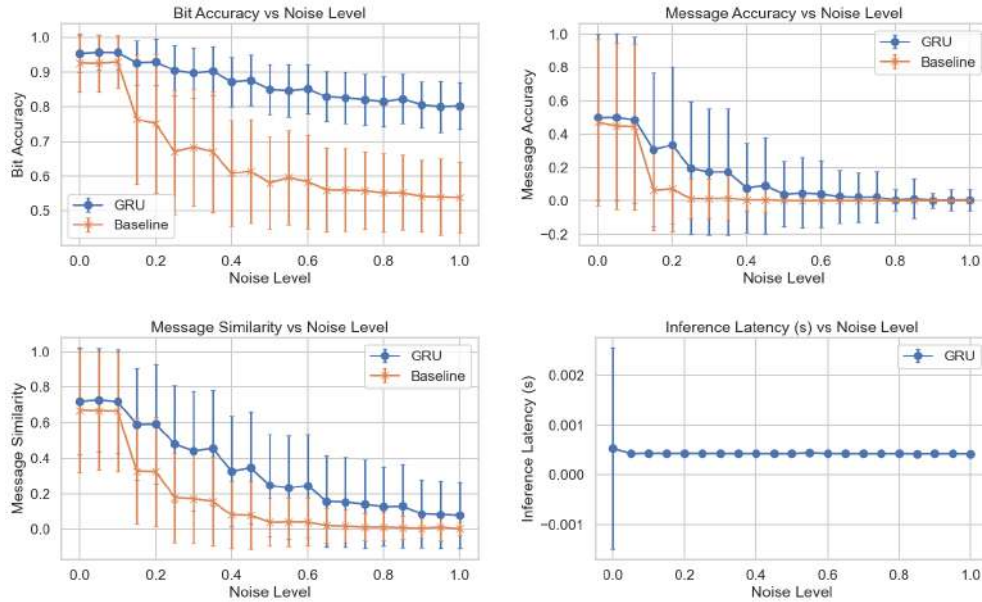 Bit Accuracy vs Noise Level
Bit Accuracy
1.0
0.9
0.8
0.7
0.6
0.5
GRU
Baseline
0.0 0.2 0.4 0.6 0.8 1.0
Noise Level
Message Accuracy vs Noise Level
Message Accuracy
1.0
0.8
0.6
0.4
0.2
0.0
−0.2
GRU
Baseline
0.0 0.2 0.4 0.6 0.8 1.0
Noise Level
Message Similarity vs Noise Level
Message Similarity
1.0
0.8
0.6
0.4
0.2
0.0
GRU
Baseline
0.0 0.2 0.4 0.6 0.8 1.0
Noise Level
Inference Latency (s) vs Noise Level
Inference Latency (s)
0.002
0.001
0.000
−0.001
GRU
0.0 0.2 0.4 0.6 0.8 1.0
Noise Level